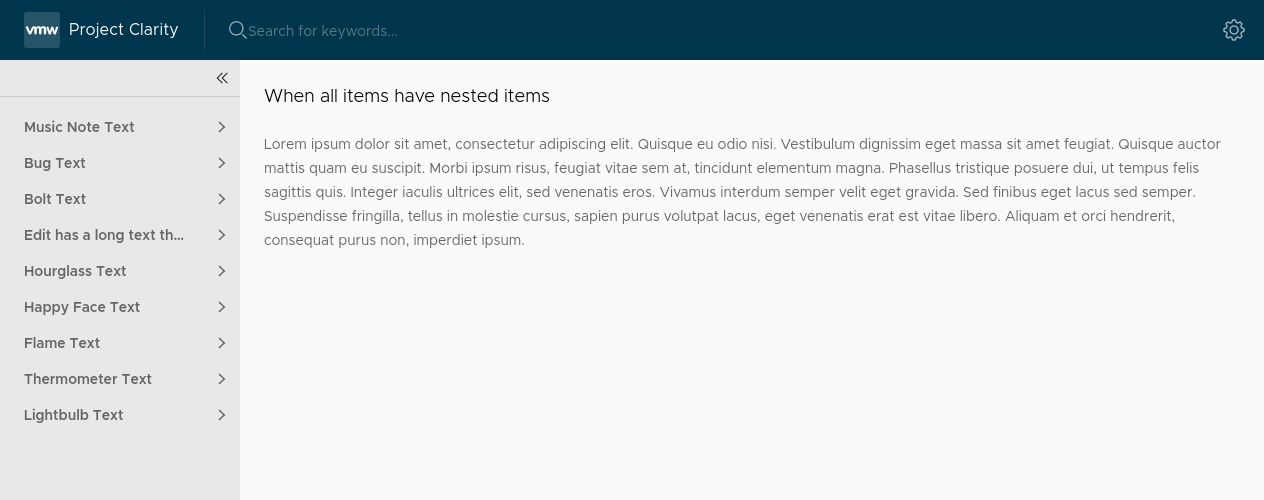 vmw Project Clarity Search for keywords...
When all items have nested items
Music Note Text
Bug Text
Bolt Text
Edit has a long text th...
Hourglass Text
Happy Face Text
Flame Text
Thermometer Text
Lightbulb Text
Lorem ipsum dolor sit amet, consectetur adipiscing elit. Quisque eu odio nisi. Vestibulum dignissim eget massa sit amet feugiat. Quisque auctor
mattis quam eu suscipit. Morbi ipsum risus, feugiat vitae sem at, tincidunt elementum magna. Phasellus tristique posuere dui, ut tempus felis
sagittis quis. Integer iaculis ultrices elit, sed venenatis eros. Vivamus interdum semper velit eget gravida. Sed finibus eget lacus sed semper.
Suspendisse fringilla, tellus in molestie cursus, sapien purus volutpat lacus, eget venenatis erat est vitae libero. Aliquam et orci hendrerit,
consequat purus non, imperdiet ipsum.